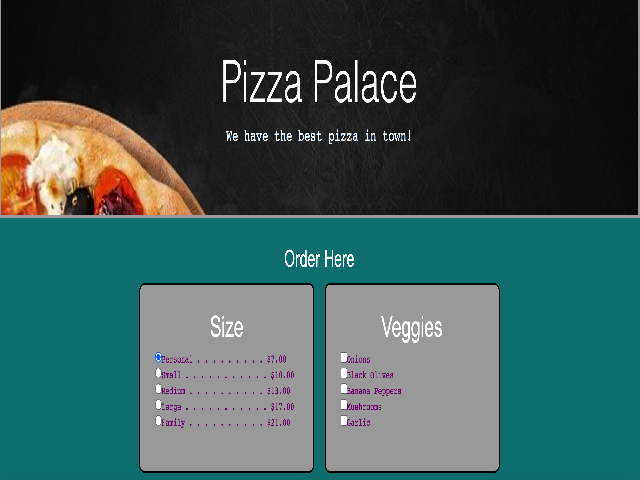 Pizza Palace
We have the best pizza in town!
Order Here
Size
Personal . . . . . . . . . $7.00
Small . . . . . . . . . . . $10.00
Medium . . . . . . . . . . $13.00
Large . . . . . . . . . . . $17.00
Family . . . . . . . . . . $21.00
Veggies
Onions
Black Olives
Banana Peppers
Mushrooms
Garlic